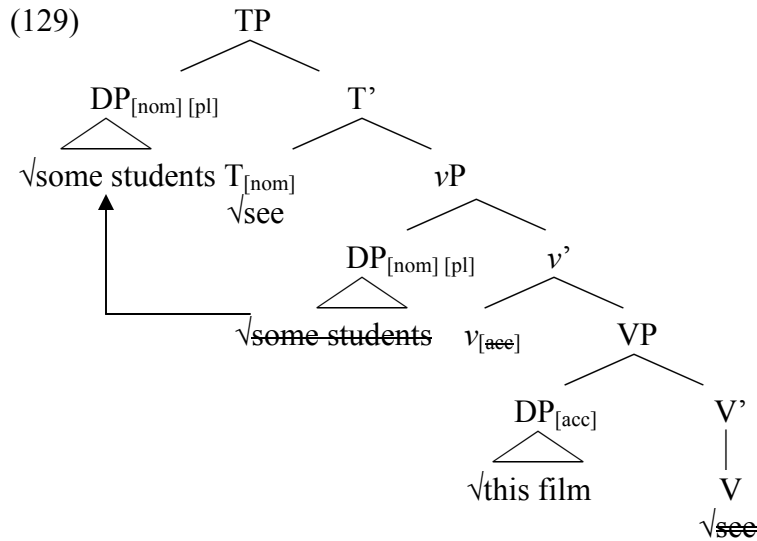 (129) TP
DP[nom] [pl] T’
√some students T[nom] vP
√see
DP[nom] [pl] v’
√some students v[acc] VP
DP[acc] V’
√this film V
√see